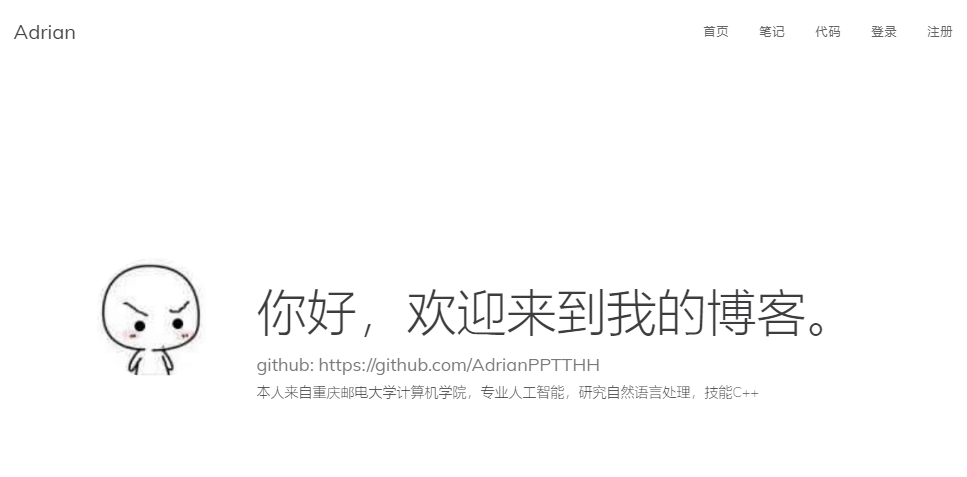 Adrian
首页 笔记 代码 登录 注册
你好，欢迎来到我的博客。
github: https://github.com/AdrianPPTTHH
本人来自重庆邮电大学计算机学院，专业人工智能，研究自然语言处理，技能C++